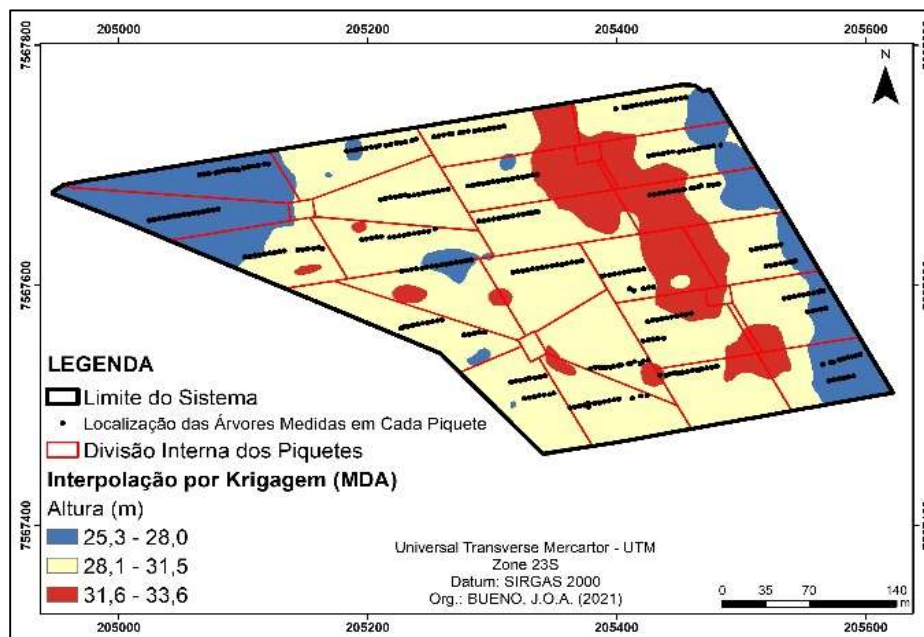 205000 205200 205400 205600
7567800
N
7567600
7567400
LEGENDA
Limite do Sistema
Localização das Árvores Medidas em Cada Piquete
Divisão Interna dos Piquetes
Interpolação por Krigagem (MDA)
Altura (m)
25,3 - 28,0
28,1 - 31,5
31,6 - 33,6
Universal Transverse Mercartor - UTM
Zone 23S
Datum: SIRGAS 2000
Org.: BUENO. J.O.A. (2021)
0 35 70 140
m
205000 205200 205400 205600